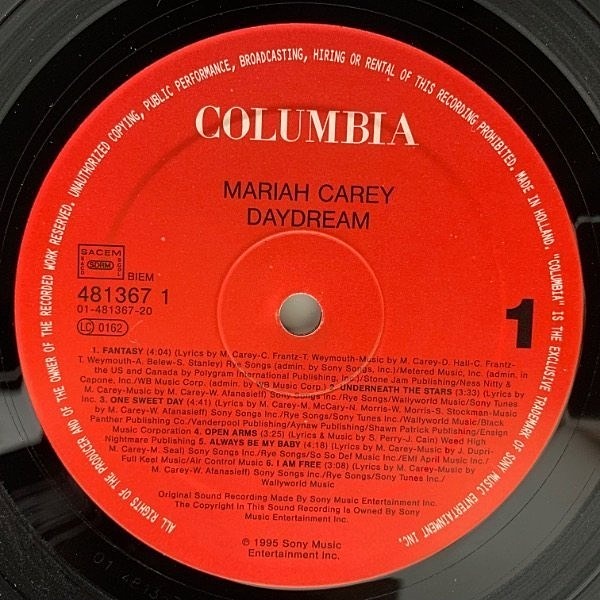 ALL RIGHTS OF THE PRODUCER AND OF THE OWNER OF THE RECORDED WORK RESERVED. UNAUTHORIZED COPYING, PUBLIC PERFORMANCE, BROADCASTING, HIRING OR RENTAL OF THIS RECORDING PROHIBITED. MADE IN HOLLAND. "COLUMBIA" IS THE EXCLUSIVE TRADEMARK OF SONY MUSIC ENTERTAINMENT INC.
COLUMBIA
MARIAH CAREY
DAYDREAM
SACEM
SACD SDRM SCGL
BIEM
481367 1
01-481367-20
LC 0162
1
1. FANTASY (4:04) (Lyrics by M. Carey-C. Frantz-T. Weymouth-Music by M. Carey-D. Hall-C. Frantz-
T. Weymouth-A. Belew-S. Stanley) Rye Songs (admin. by Sony Songs, Inc.)/Metered Music, Inc. (admin. in
the US and Canada by Polygram International Publishing, Inc.)/Stone Jam Publishing/Ness Nitty &
Capone, Inc./WB Music Corp. (admin. by WB Music Corp.) 2. UNDERNEATH THE STARS (3:33) (Lyrics by
M. Carey-Music by M. Carey-W. Afanasieff) Sony Songs Inc./Rye Songs/Wallyworld Music/Sony Tunes
Inc. 3. ONE SWEET DAY (4:41) (Lyrics by M. Carey-M. McCary-N. Morris-W. Morris-S. Stockman-Music
by M. Carey-W. Afanasieff) Sony Songs Inc./Rye Songs/Sony Tunes Inc./Wallyworld Music/Black
Panther Publishing Co./Vanderpool Publishing/Aynaw Publishing/Shawn Patrick Publishing/Ensign
Music Corporation 4. OPEN ARMS (3:25) (Lyrics & Music by S. Perry-J. Cain) Weed High
Nightmare Publishing 5. ALWAYS BE MY BABY (4:18) (Lyrics by M. Carey-Music by J. Dupri-
M. Carey-M. Seal) Sony Songs Inc./Rye Songs/So So Def Music Inc./EMI April Music Inc./
Full Keel Music/Air Control Music 6. I AM FREE (3:08) (Lyrics by M. Carey-Music by
M. Carey-W. Afanasieff) Sony Songs Inc./Rye Songs/Sony Tunes Inc./
Wallyworld Music
Original Sound Recording Made By Sony Music Entertainment Inc.
The Copyright In This Sound Recording Is Owned By Sony
Music Entertainment Inc.
℗ 1995 Sony Music
Entertainment Inc.